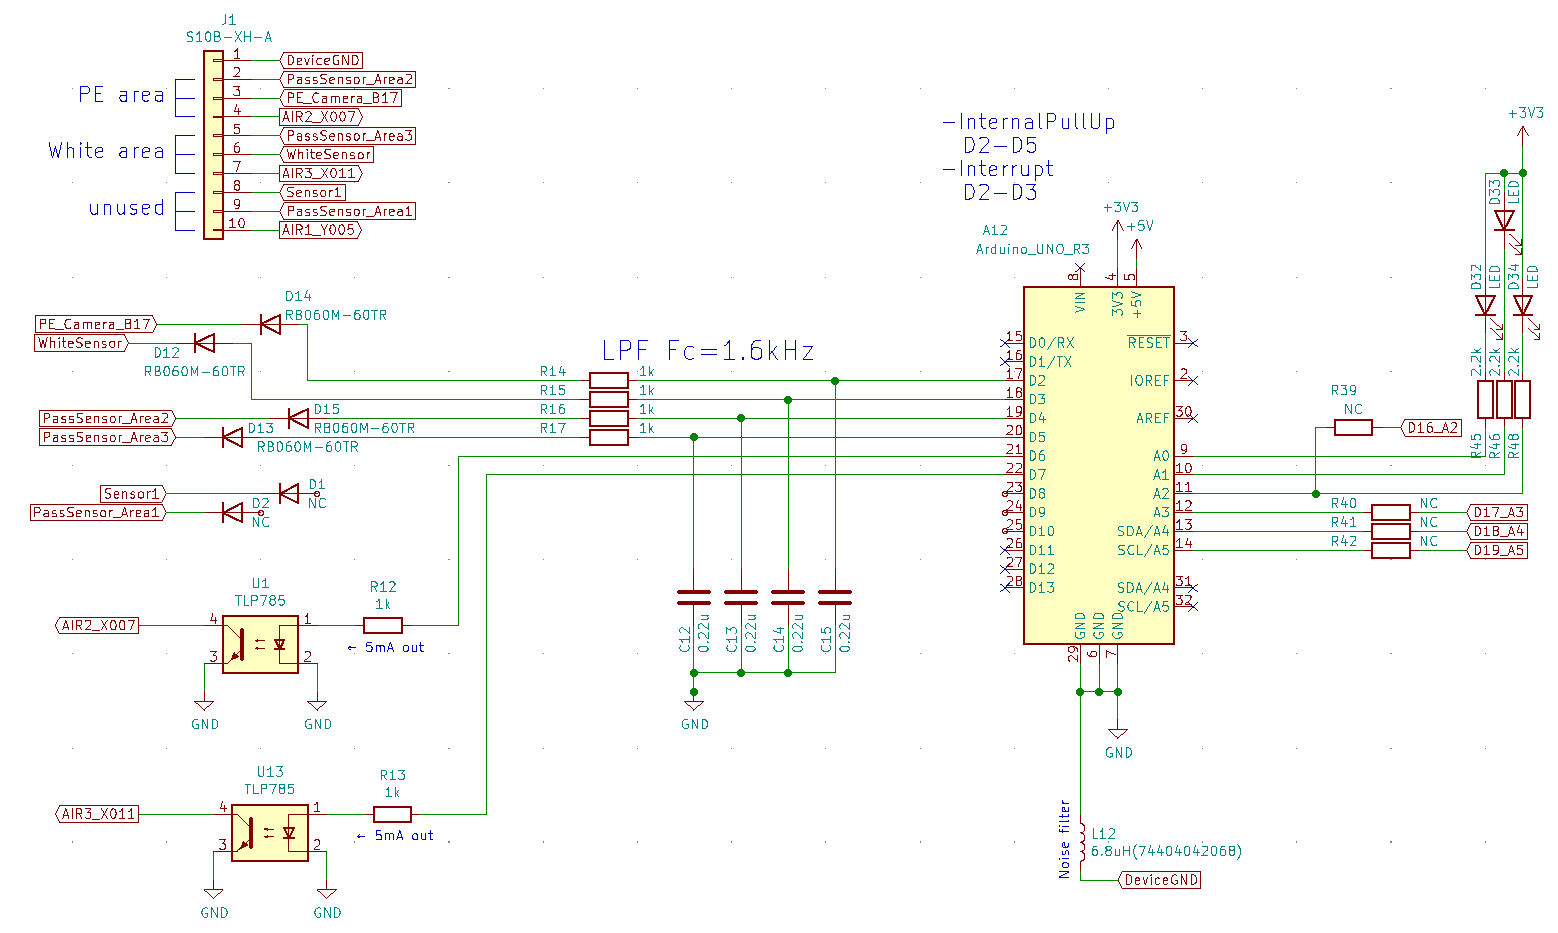 J1
S10B-XH-A
1 DeviceGND
2 PassSensor_Area2
PE area
3 PE_Camera_B17
4 AIR2_X007
5 PassSensor_Area3
White area
6 WhiteSensor
7 AIR3_X011
8 Sensor1
unused
9 PassSensor_Area1
10 AIR1_Y005
-InternalPullUp
D2-D5
-Interrupt
D2-D3
D14
RB060M-60TR
PE_Camera_B17
WhiteSensor
D12
RB060M-60TR
PassSensor_Area2
D15
RB060M-60TR
PassSensor_Area3
D13
RB060M-60TR
Sensor1
D1
NC
PassSensor_Area1
D2
NC
LPF Fc=1.6kHz
R14 1k
R15 1k
R16 1k
R17 1k
C12
0.22u
C13
0.22u
C14
0.22u
C15
0.22u
GND
U1
TLP785
AIR2_X007
4
1
3
2
R12
1k
← 5mA out
GND
GND
U13
TLP785
AIR3_X011
4
1
3
2
R13
1k
← 5mA out
GND
GND
A12
Arduino_UNO_R3
+3V3
+5V
8
4
5
VIN
3V3
+5V
15 D0/RX
16 D1/TX
17 D2
18 D3
19 D4
20 D5
21 D6
22 D7
23 D8
24 D9
25 D10
26 D11
27 D12
28 D13
RESET 3
IOREF 2
AREF 30
A0 9
A1 10
A2 11
A3 12
SDA/A4 13
SCL/A5 14
SDA/A4 31
SCL/A5 32
GND
GND
GND
29
6
7
GND
Noise filter
L12
6.8uH(74404042068)
DeviceGND
+3V3
D33
LED
D32
LED
D34
LED
2.2k
2.2k
2.2k
R45
R46
R48
R39
NC
D16_A2
R40 NC D17_A3
R41 NC D18_A4
R42 NC D19_A5